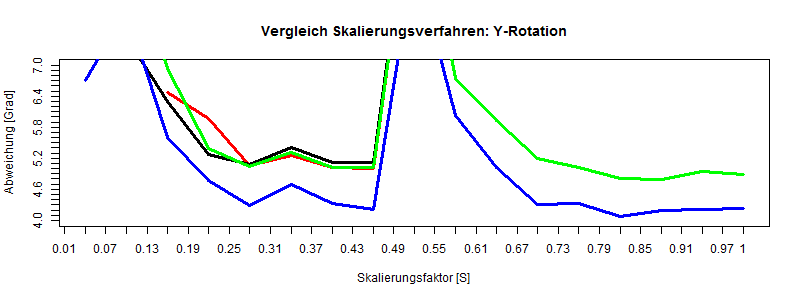 Vergleich Skalierungsverfahren: Y-Rotation
Abweichung [Grad]
7.0
6.4
5.8
5.2
4.6
4.0
0.01 0.07 0.13 0.19 0.25 0.31 0.37 0.43 0.49 0.55 0.61 0.67 0.73 0.79 0.85 0.91 0.97 1
Skalierungsfaktor [S]